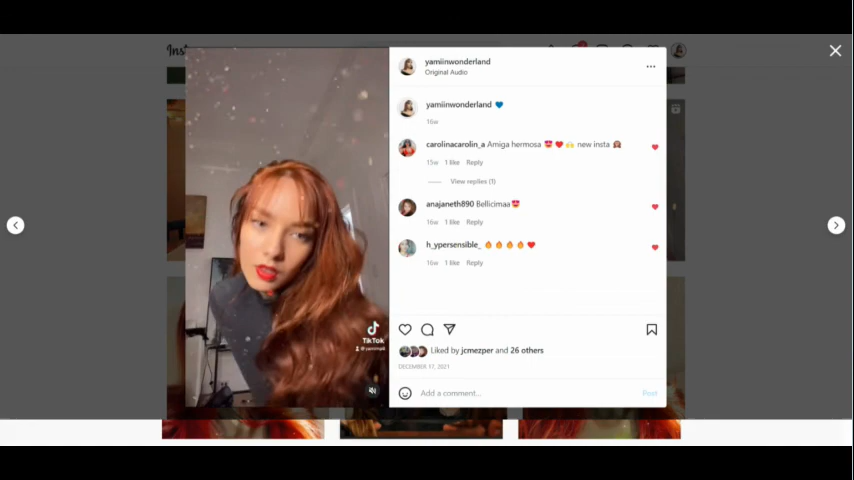 yamiinwonderland
Original Audio
yamiinwonderland 💙
16w
carolinacarolin_a Amiga hermosa 😍❤️🙌 new insta 🙈
15w 1 like Reply
View replies (1)
anajaneth890 Bellicimaa😍
16w 1 like Reply
h_ypersensible_ 🔥🔥🔥🔥❤️
16w 1 like Reply
TikTok
Liked by jcmezper and 26 others
DECEMBER 17, 2021
Add a comment...
Post